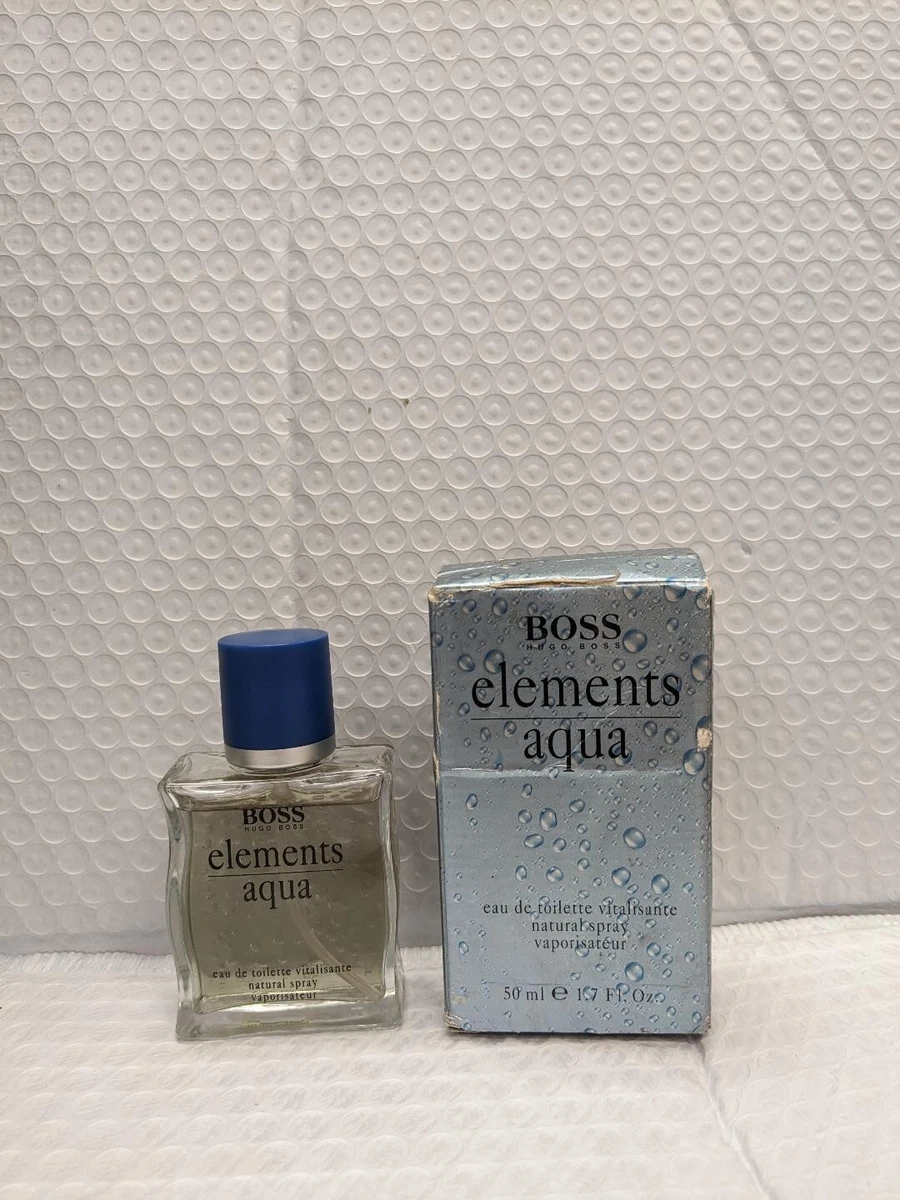 BOSS
HUGO BOSS
elements
aqua
eau de toilette vitalisante
natural spray
vaporisateur
BOSS
HUGO BOSS
elements
aqua
eau de toilette vitalisante
natural spray
vaporisateur
50 ml ℮ 1.7 Fl. Oz.